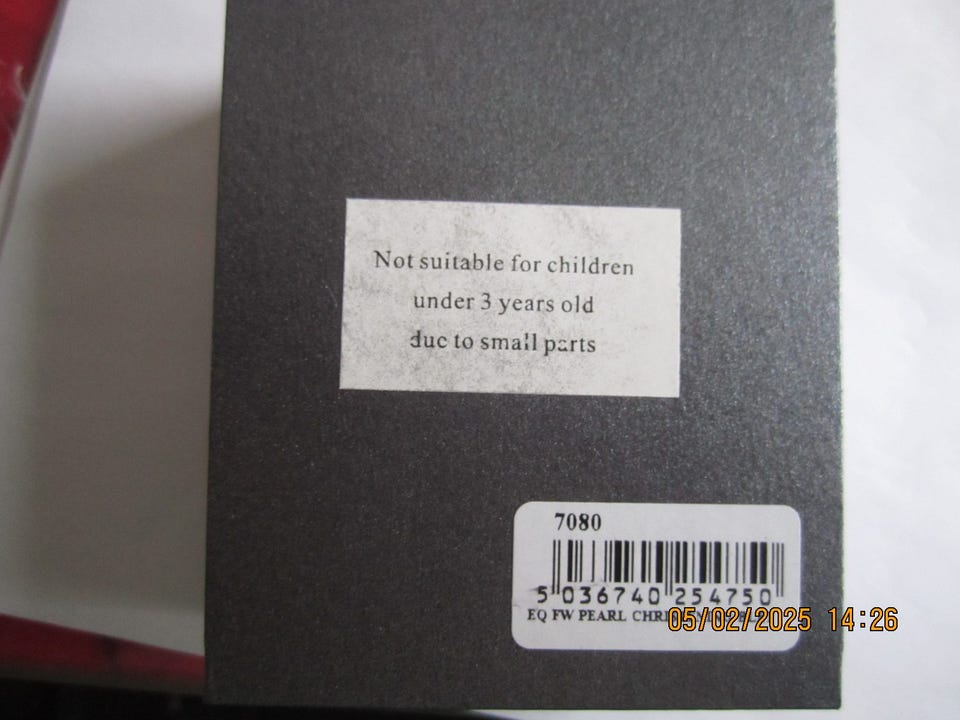 Not suitable for children
under 3 years old
due to small parts
7080
5 036740 254750
EQ FW PEARL
05/02/2025 14:26